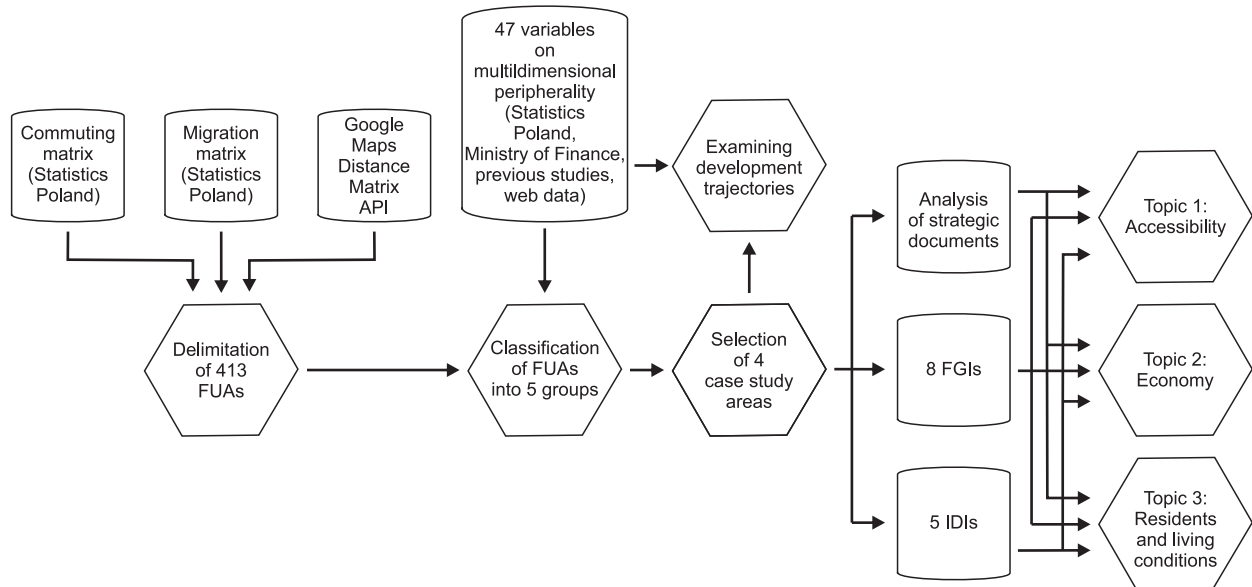 Commuting
matrix
(Statistics
Poland)
Migration
matrix
(Statistics
Poland)
Google
Maps
Distance
Matrix
API
47 variables
on
multildimensional
peripherality
(Statistics
Poland,
Ministry of Finance,
previous studies,
web data)
Examining
development
trajectories
Delimitation
of 413
FUAs
Classification
of FUAs
into 5 groups
Selection
of 4
case study
areas
Analysis
of strategic
documents
8 FGIs
5 IDIs
Topic 1:
Accessibility
Topic 2:
Economy
Topic 3:
Residents
and living
conditions